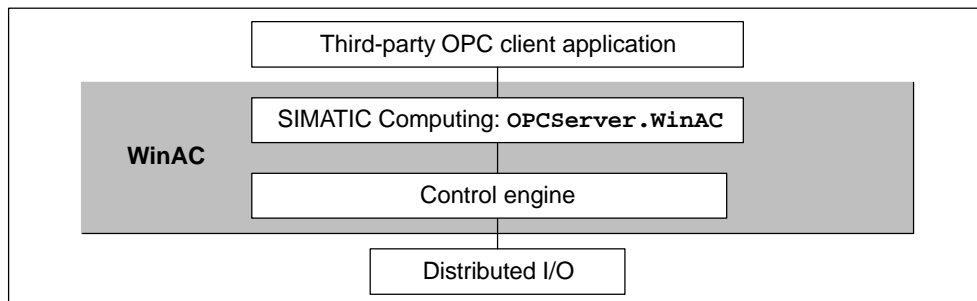 Third-party OPC client application
SIMATIC Computing: OPCServer.WinAC
WinAC
Control engine
Distributed I/O